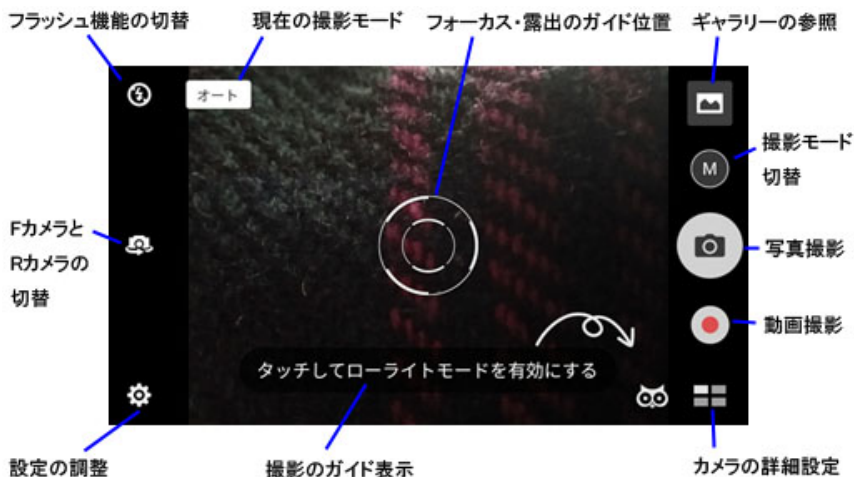 フラッシュ機能の切替
現在の撮影モード
フォーカス・露出のガイド位置
ギャラリーの参照
オート
撮影モード
切替
M
Fカメラと
Rカメラの
切替
写真撮影
動画撮影
タッチしてローライトモードを有効にする
設定の調整
撮影のガイド表示
カメラの詳細設定